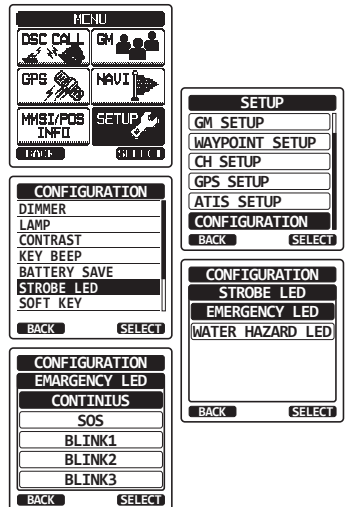 MENU
DSC CALL GM
GPS NAVI
MMSI/POS SETUP
INFO
BACK SELECT
SETUP
GM SETUP
WAYPOINT SETUP
CH SETUP
GPS SETUP
ATIS SETUP
CONFIGURATION
BACK SELECT
CONFIGURATION
DIMMER
LAMP
CONTRAST
KEY BEEP
BATTERY SAVE
STROBE LED
SOFT KEY
BACK SELECT
CONFIGURATION
STROBE LED
EMERGENCY LED
WATER HAZARD LED
BACK SELECT
CONFIGURATION
EMARGENCY LED
CONTINIUS
SOS
BLINK1
BLINK2
BLINK3
BACK SELECT